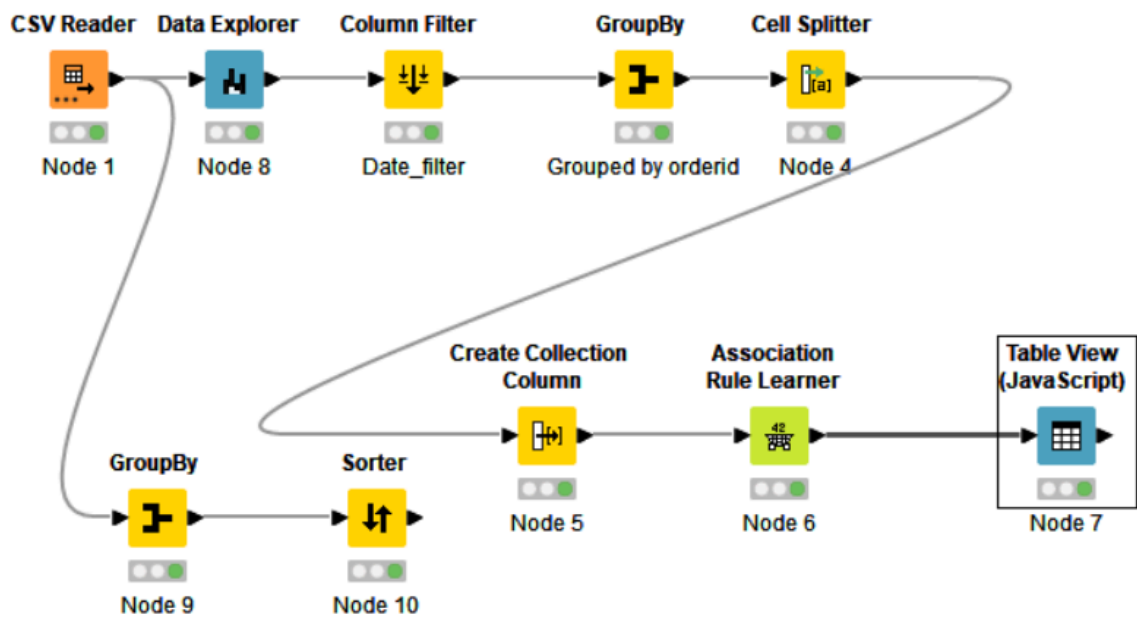 CSV Reader
Data Explorer
Column Filter
GroupBy
Cell Splitter
[a]
Node 1
Node 8
Date_filter
Grouped by orderid
Node 4
Create Collection
Column
Association
Rule Learner
Table View
(JavaScript)
42
Node 5
Node 6
Node 7
GroupBy
Sorter
Node 9
Node 10